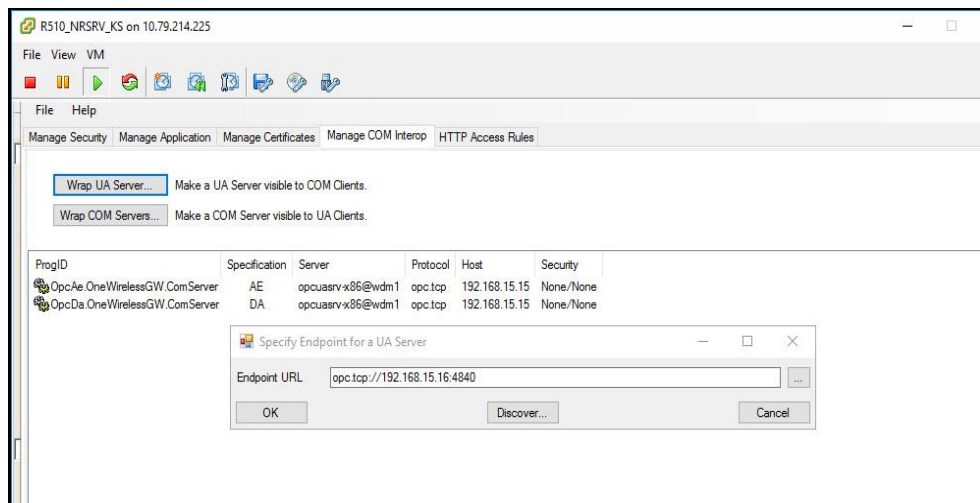 R510_NRSRV_KS on 10.79.214.225
File View VM
File Help
Manage Security Manage Application Manage Certificates Manage COM Interop HTTP Access Rules
Wrap UA Server... Make a UA Server visible to COM Clients.
Wrap COM Servers... Make a COM Server visible to UA Clients.
ProgID Specification Server Protocol Host Security
OpcAe.OneWirelessGW.ComServer AE opcuasrv-x86@wdm1 opc.tcp 192.168.15.15 None/None
OpcDa.OneWirelessGW.ComServer DA opcuasrv-x86@wdm1 opc.tcp 192.168.15.15 None/None
Specify Endpoint for a UA Server
Endpoint URL opc.tcp://192.168.15.16:4840 ...
OK Discover... Cancel